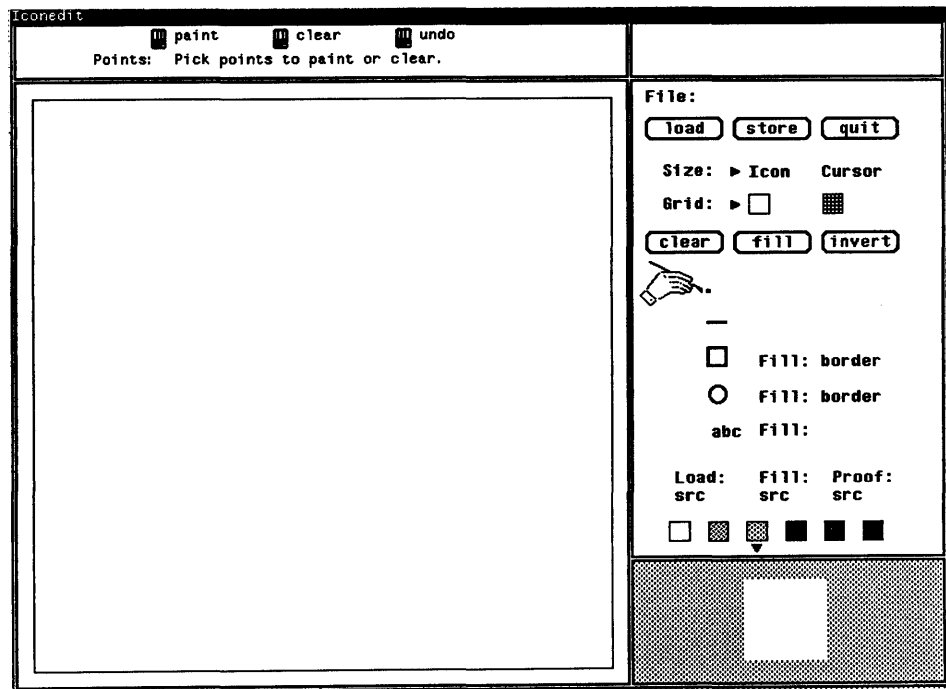 Iconedit
paint clear undo
Points: Pick points to paint or clear.
File:
load store quit
Size: Icon Cursor
Grid:
clear fill invert
Fill: border
Fill: border
abc Fill:
Load: Fill: Proof:
src src src